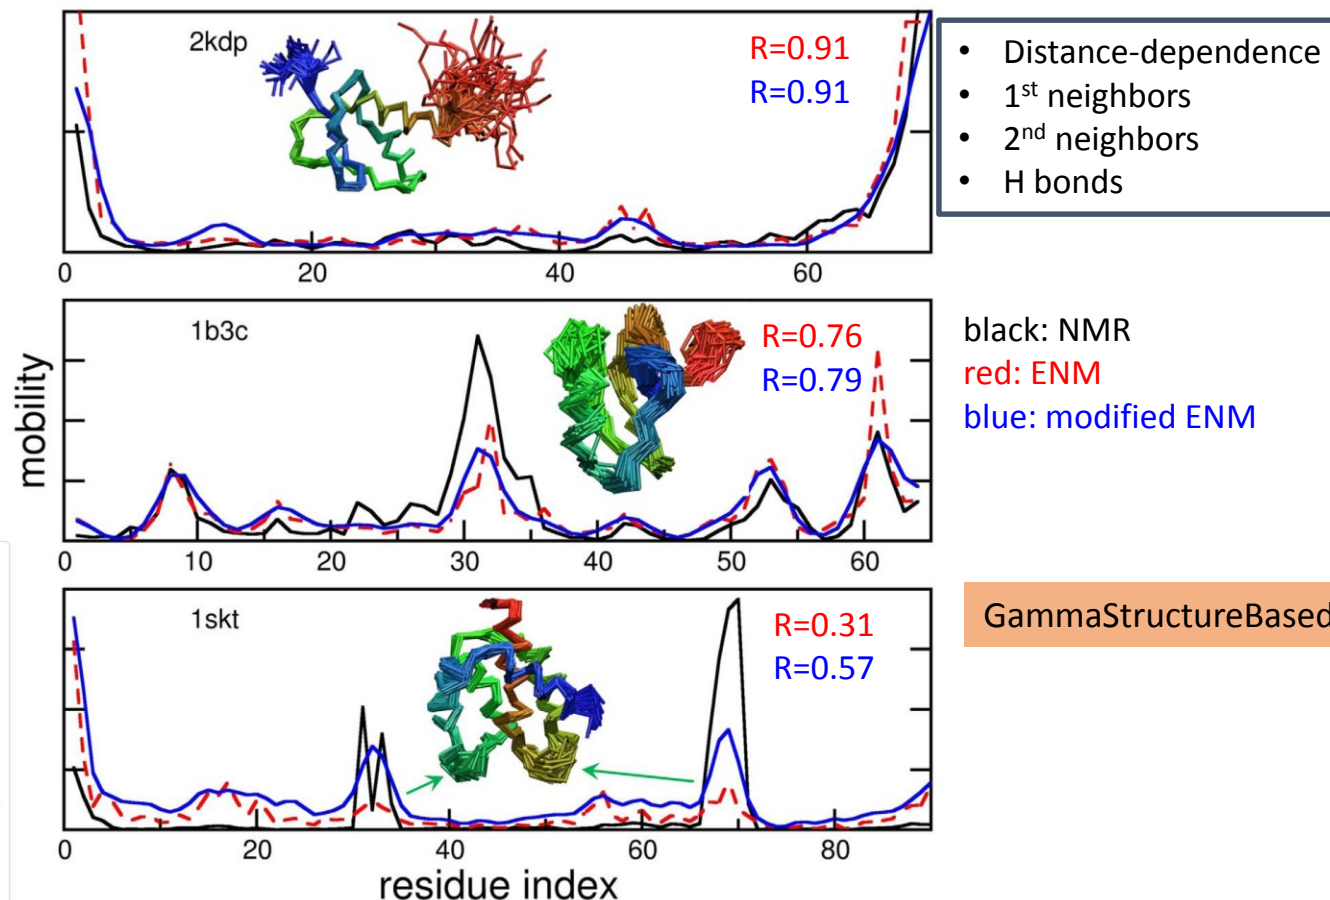 2kdp
R=0.91
R=0.91
0
20
40
60
• Distance-dependence
• 1st neighbors
• 2nd neighbors
• H bonds
1b3c
R=0.76
R=0.79
mobility
0
10
20
30
40
50
60
black: NMR
red: ENM
blue: modified ENM
1skt
R=0.31
R=0.57
0
20
40
60
80
residue index
GammaStructureBased